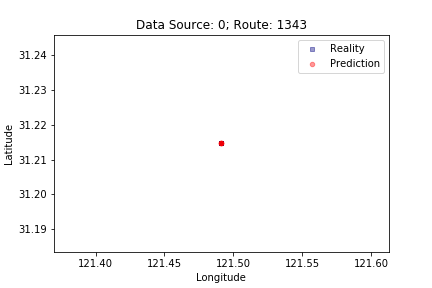 Data Source: 0; Route: 1343
Reality
Prediction
Latitude
31.24
31.23
31.22
31.21
31.20
31.19
121.40 121.45 121.50 121.55 121.60
Longitude